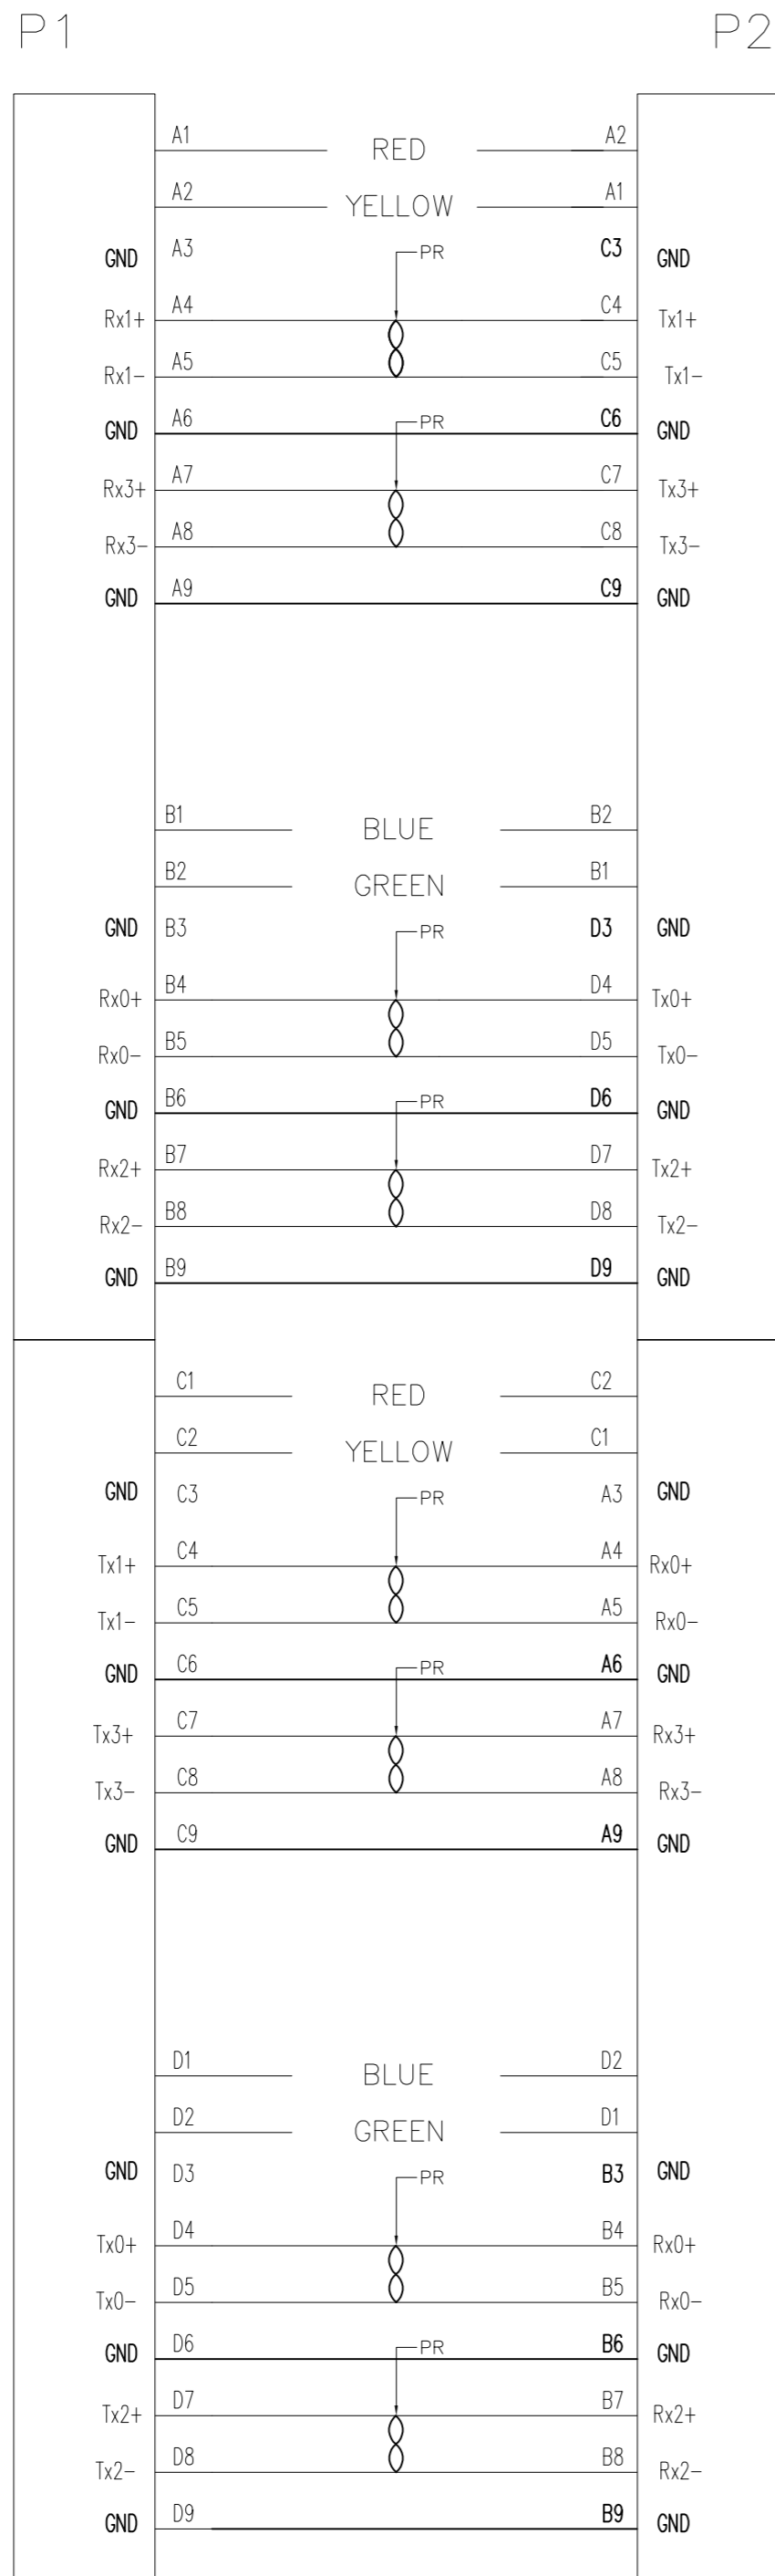 P1 P2
A1 RED A2
A2 YELLOW A1
GND A3 PR C3 GND
Rx1+ A4 C4 Tx1+
Rx1- A5 C5 Tx1-
GND A6 PR C6 GND
Rx3+ A7 C7 Tx3+
Rx3- A8 C8 Tx3-
GND A9 C9 GND
B1 BLUE B2
B2 GREEN B1
GND B3 PR D3 GND
Rx0+ B4 D4 Tx0+
Rx0- B5 D5 Tx0-
GND B6 PR D6 GND
Rx2+ B7 D7 Tx2+
Rx2- B8 D8 Tx2-
GND B9 D9 GND
C1 RED C2
C2 YELLOW C1
GND C3 PR A3 GND
Tx1+ C4 A4 Rx0+
Tx1- C5 A5 Rx0-
GND C6 PR A6 GND
Tx3+ C7 A7 Rx3+
Tx3- C8 A8 Rx3-
GND C9 A9 GND
D1 BLUE D2
D2 GREEN D1
GND D3 PR B3 GND
Tx0+ D4 B4 Rx0+
Tx0- D5 B5 Rx0-
GND D6 PR B6 GND
Tx2+ D7 B7 Rx2+
Tx2- D8 B8 Rx2-
GND D9 B9 GND